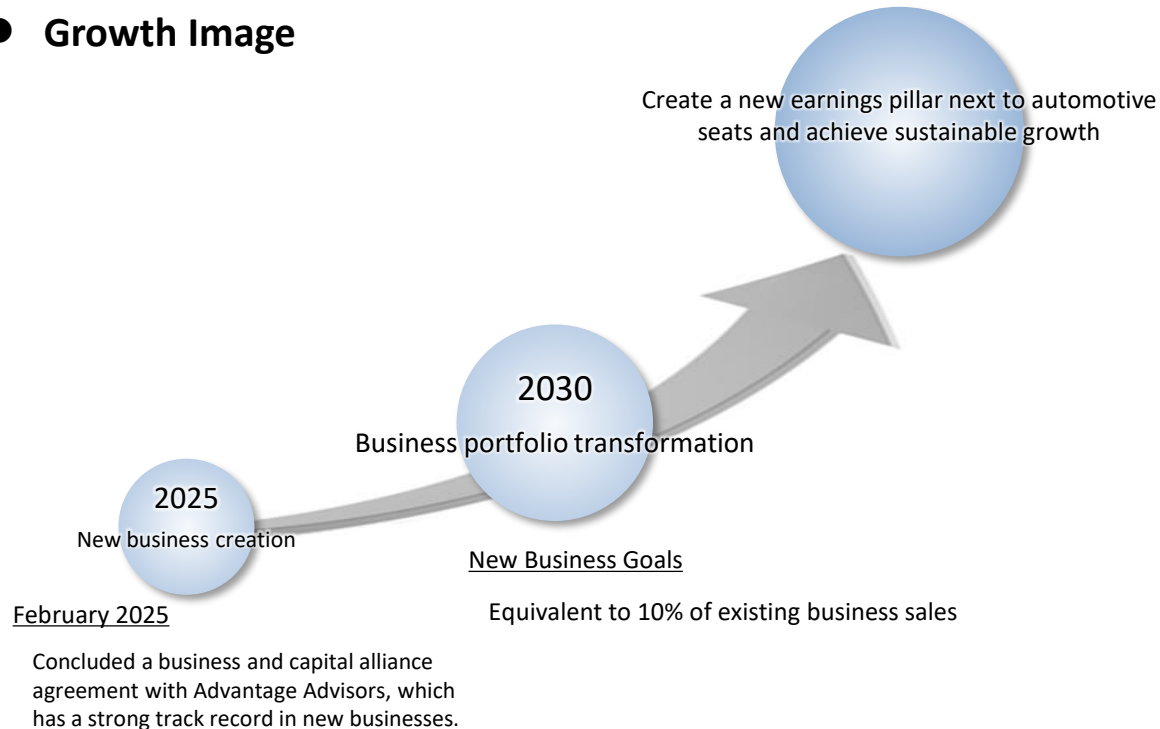 ● Growth Image
Create a new earnings pillar next to automotive
seats and achieve sustainable growth
2030
Business portfolio transformation
2025
New business creation
New Business Goals
Equivalent to 10% of existing business sales
February 2025
Concluded a business and capital alliance
agreement with Advantage Advisors, which
has a strong track record in new businesses.